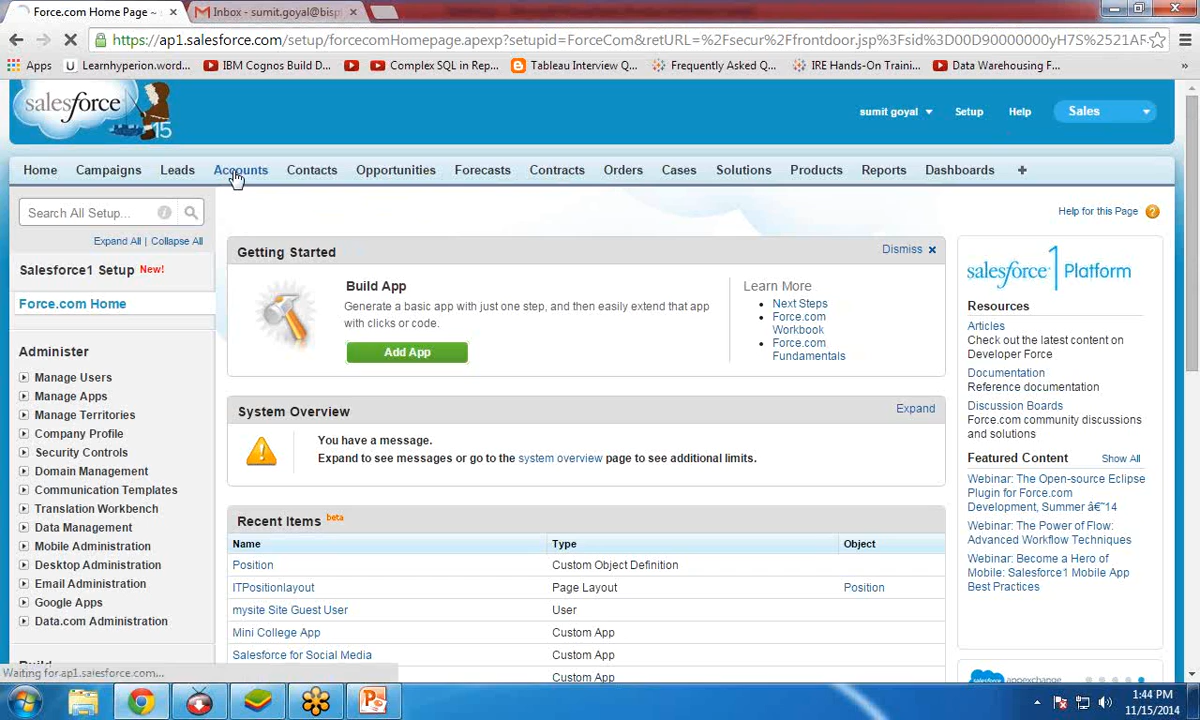 Force.com Home Page ~
Inbox - sumit.goyal@bisp
https://ap1.salesforce.com/setup/forcecomHomepage.apexp?setupid=ForceCom&retURL=%2Fsecur%2Ffrontdoor.jsp%3Fsid%3D00D90000000yH7S%2521AF
Apps Learnhyperion.word... IBM Cognos Build D... Complex SQL in Rep... Tableau Interview Q... Frequently Asked Q... IRE Hands-On Traini... Data Warehousing F... »
salesforce
15
sumit goyal Setup Help Sales
Home Campaigns Leads Accounts Contacts Opportunities Forecasts Contracts Orders Cases Solutions Products Reports Dashboards +
Search All Setup...
Expand All | Collapse All
Salesforce1 Setup New!
Force.com Home
Administer
Manage Users
Manage Apps
Manage Territories
Company Profile
Security Controls
Domain Management
Communication Templates
Translation Workbench
Data Management
Mobile Administration
Desktop Administration
Email Administration
Google Apps
Data.com Administration
Build
Help for this Page ?
Getting Started
Dismiss
Build App
Generate a basic app with just one step, and then easily extend that app
with clicks or code.
Add App
Learn More
Next Steps
Force.com
Workbook
Force.com
Fundamentals
System Overview
Expand
You have a message.
Expand to see messages or go to the system overview page to see additional limits.
Recent Items beta
Name Type Object
Position Custom Object Definition
ITPositionlayout Page Layout Position
mysite Site Guest User User
Mini College App Custom App
Salesforce for Social Media Custom App
Custom App
salesforce1 Platform
Resources
Articles
Check out the latest content on
Developer Force
Documentation
Reference documentation
Discussion Boards
Force.com community discussions
and solutions
Featured Content Show All
Webinar: The Open-source Eclipse
Plugin for Force.com
Development, Summer â€˜14
Webinar: The Power of Flow:
Advanced Workflow Techniques
Webinar: Become a Hero of
Mobile: Salesforce1 Mobile App
Best Practices
salesforce appexchange
Waiting for ap1.salesforce.com...
1:44 PM
11/15/2014